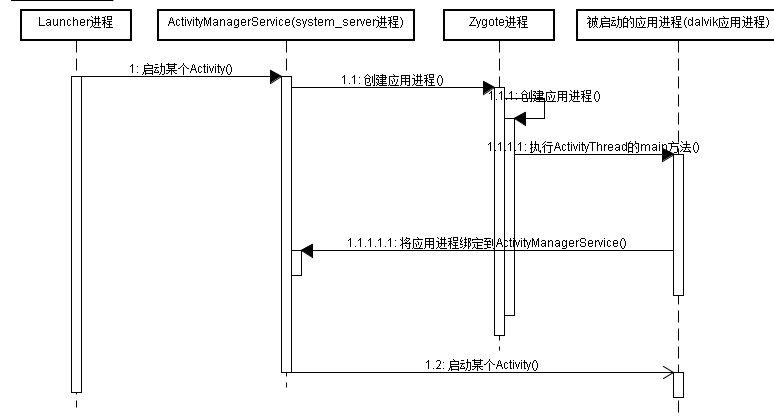 Launcher进程
ActivityManagerService(system_server进程)
Zygote进程
被启动的应用进程(dalvik应用进程)
1: 启动某个Activity()
1.1: 创建应用进程()
1.1.1: 创建应用进程()
1.1.1.1: 执行ActivityThread的main方法()
1.1.1.1.1: 将应用进程绑定到ActivityManagerService()
1.2: 启动某个Activity()